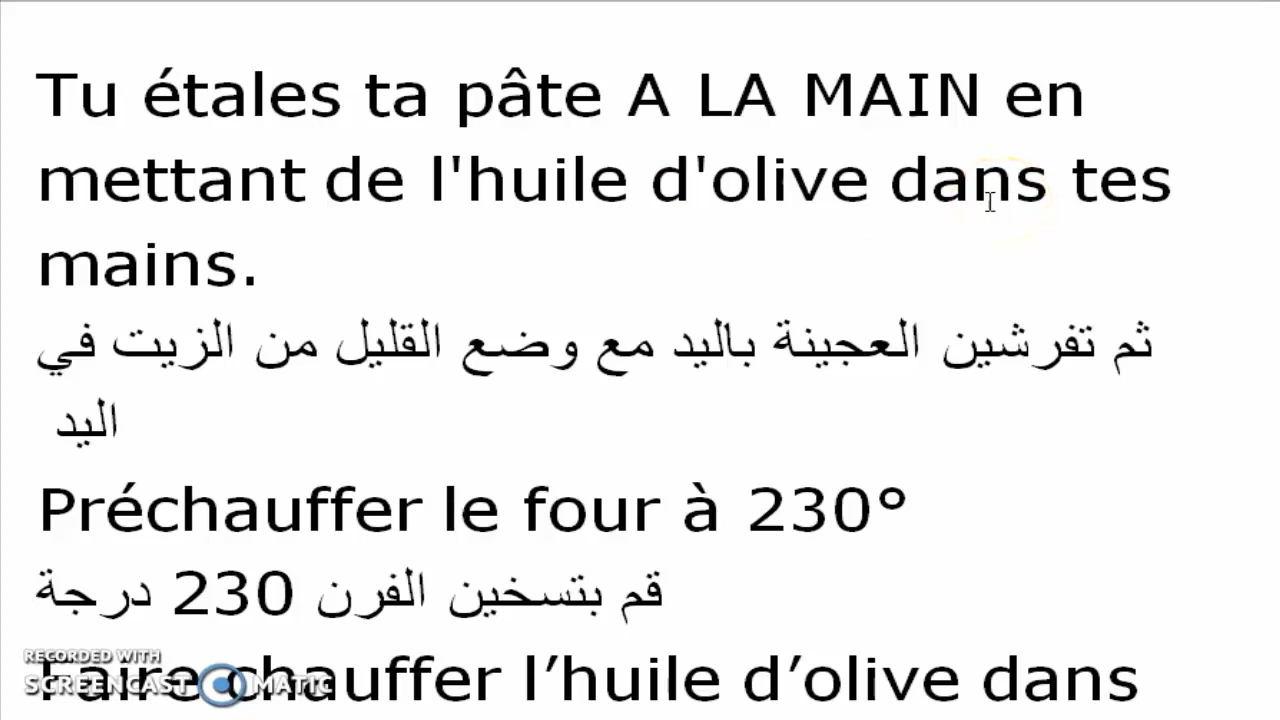 Tu étales ta pâte A LA MAIN en
mettant de l'huile d'olive dans tes
mains.
ثم تفرشين العجينة باليد مع وضع القليل من الزيت في
اليد
Préchauffer le four à 230°
قم بتسخين الفرن 230 درجة
Faire chauffer l’huile d’olive dans
RECORDED WITH
SCREENCAST MATIC